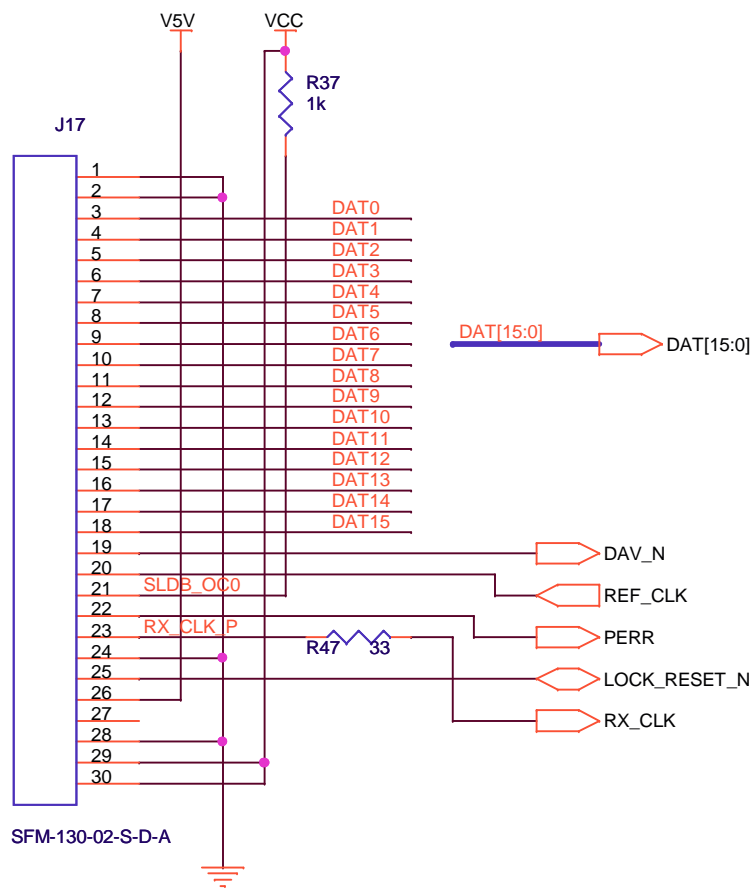 V5V
VCC
R37
1k
J17
1
2
3
DAT0
4
DAT1
5
DAT2
6
DAT3
7
DAT4
8
DAT5
9
DAT6
DAT[15:0]
DAT[15:0]
10
DAT7
11
DAT8
12
DAT9
13
DAT10
14
DAT11
15
DAT12
16
DAT13
17
DAT14
18
DAT15
19
DAV_N
20
21
SLDB_OC0
REF_CLK
22
23
RX_CLK_P
R47
33
PERR
24
25
LOCK_RESET_N
26
27
RX_CLK
28
29
30
SFM-130-02-S-D-A